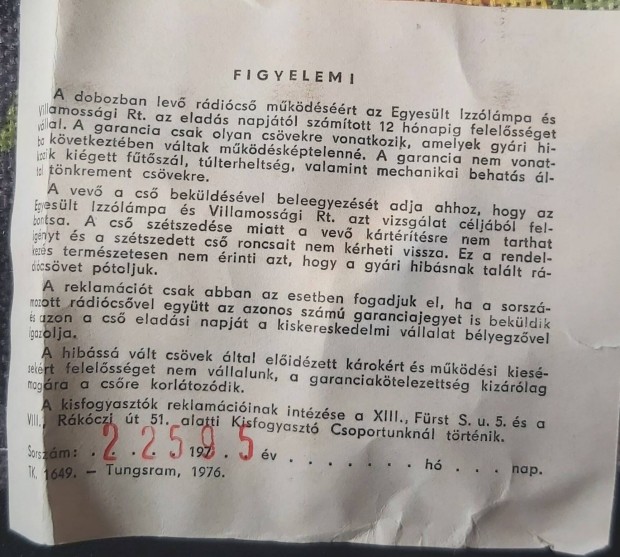 FIGYELEM!
A dobozban levő rádiócső működéséért az Egyesült Izzólámpa és
Villamossági Rt. az eladás napjától számított 12 hónapig felelősséget
vállal. A garancia csak olyan csövekre vonatkozik, amelyek gyári hi-
ba következtében váltak működésképtelenné. A garancia nem vonat-
kozik kiégett fűtőszál, túlterheltség, valamint mechanikai behatás ál-
tal tönkrement csövekre.
A vevő a cső beküldésével beleegyezését adja ahhoz, hogy az
Egyesült Izzólámpa és Villamossági Rt. azt vizsgálat céljából fel-
bontsa. A cső szétszedése miatt a vevő kártérítésre nem tarthat
igényt és a szétszedett cső roncsait nem kérheti vissza. Ez a rendel-
kezés természetesen nem érinti azt, hogy a gyári hibásnak talált rá-
diócsövet pótoljuk.
A reklamációt csak abban az esetben fogadjuk el, ha a sorszá-
mozott rádiócsővel együtt az azonos számú garanciajegyet is beküldik
és azon a cső eladási napját a kiskereskedelmi vállalat bélyegzővel
igazolja.
A hibássá vált csövek által előidézett károkért és működési kiesé-
sekért felelősséget nem vállalunk, a garanciakötelezettség kizárólag
magára a csőre korlátozódik.
A kisfogyasztók reklamációinak intézése a XIII., Fürst S. u. 5. és a
VIII., Rákóczi út 51. alatti Kisfogyasztó Csoportunknál történik.
Sorszám: 22595 197 . . év . . . . . . . hó . . . nap.
TK. 1649. – Tungsram, 1976.